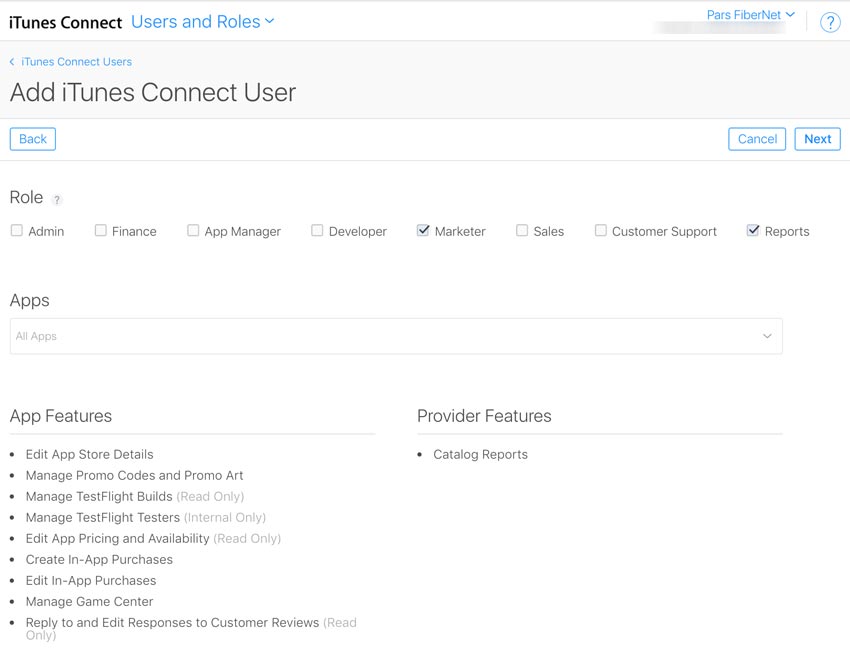 iTunes Connect Users and Roles Pars FiberNet ?
iTunes Connect Users
Add iTunes Connect User
Back Cancel Next
Role ?
Admin Finance App Manager Developer Marketer Sales Customer Support Reports
Apps
All Apps
App Features Provider Features
Edit App Store Details Catalog Reports
Manage Promo Codes and Promo Art
Manage TestFlight Builds (Read Only)
Manage TestFlight Testers (Internal Only)
Edit App Pricing and Availability (Read Only)
Create In-App Purchases
Edit In-App Purchases
Manage Game Center
Reply to and Edit Responses to Customer Reviews (Read
Only)